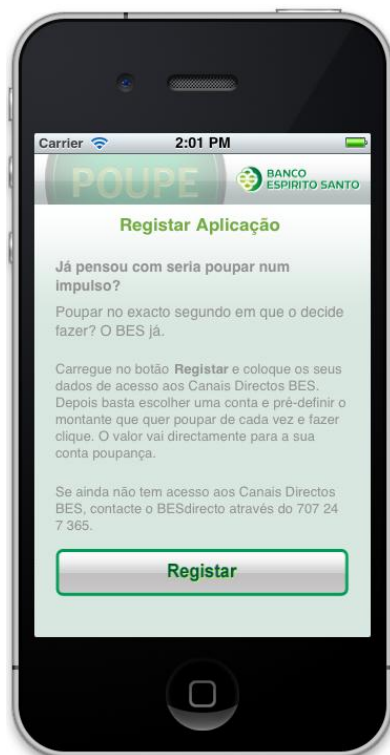 Carrier 2:01 PM
POUPE
BANCO
ESPIRITO SANTO
Registar Aplicação
Já pensou com seria poupar num
impulso?
Poupar no exacto segundo em que o decide
fazer? O BES já.
Carregue no botão Registar e coloque os seus
dados de acesso aos Canais Directos BES.
Depois basta escolher uma conta e pré-definir o
montante que quer poupar de cada vez e fazer
clique. O valor vai directamente para a sua
conta poupança.
Se ainda não tem acesso aos Canais Directos
BES, contacte o BESdirecto através do 707 24
7 365.
Registar